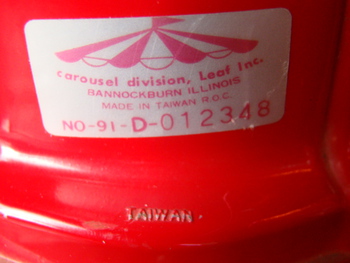 carousel division, Leaf Inc.
BANNOCKBURN ILLINOIS
MADE IN TAIWAN R.O.C.
NO-91-D-012348
TAIWAN